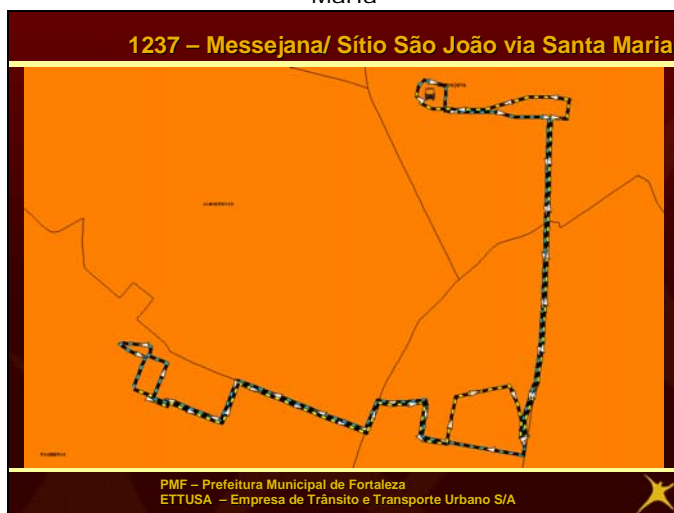 Maria
1237 – Messejana/ Sítio São João via Santa Maria
PMF – Prefeitura Municipal de Fortaleza
ETTUSA – Empresa de Trânsito e Transporte Urbano S/A